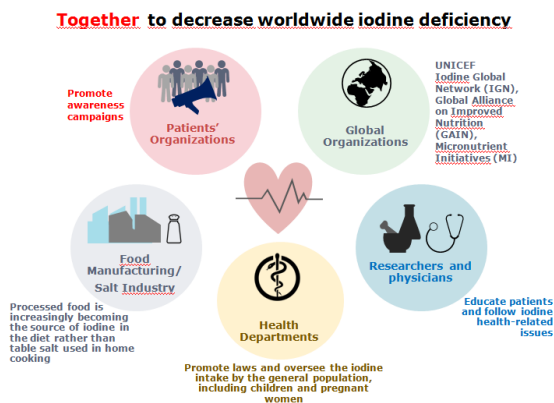 Together to decrease worldwide iodine deficiency
Promote
awareness
campaigns
Patients'
Organizations
Global
Organizations
UNICEF
Iodine Global
Network (IGN),
Global Alliance
on Improved
Nutrition
(GAIN),
Micronutrient
Initiatives (MI)
Food
Manufacturing/
Salt Industry
Processed food is
increasingly becoming
the source of iodine in
the diet rather than
table salt used in home
cooking
Health
Departments
Promote laws and oversee the iodine
intake by the general population,
including children and pregnant
women
Researchers and
physicians
Educate patients
and follow iodine
health-related
issues